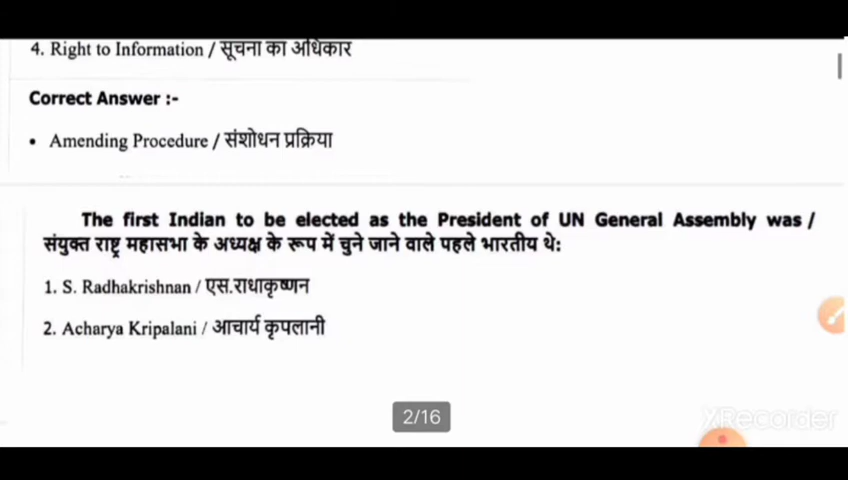 4. Right to Information / सूचना का अधिकार
Correct Answer :-
• Amending Procedure / संशोधन प्रक्रिया
The first Indian to be elected as the President of UN General Assembly was /
संयुक्त राष्ट्र महासभा के अध्यक्ष के रूप में चुने जाने वाले पहले भारतीय थे:
1. S. Radhakrishnan / एस.राधाकृष्णन
2. Acharya Kripalani / आचार्य कृपलानी
2/16
XRecorder